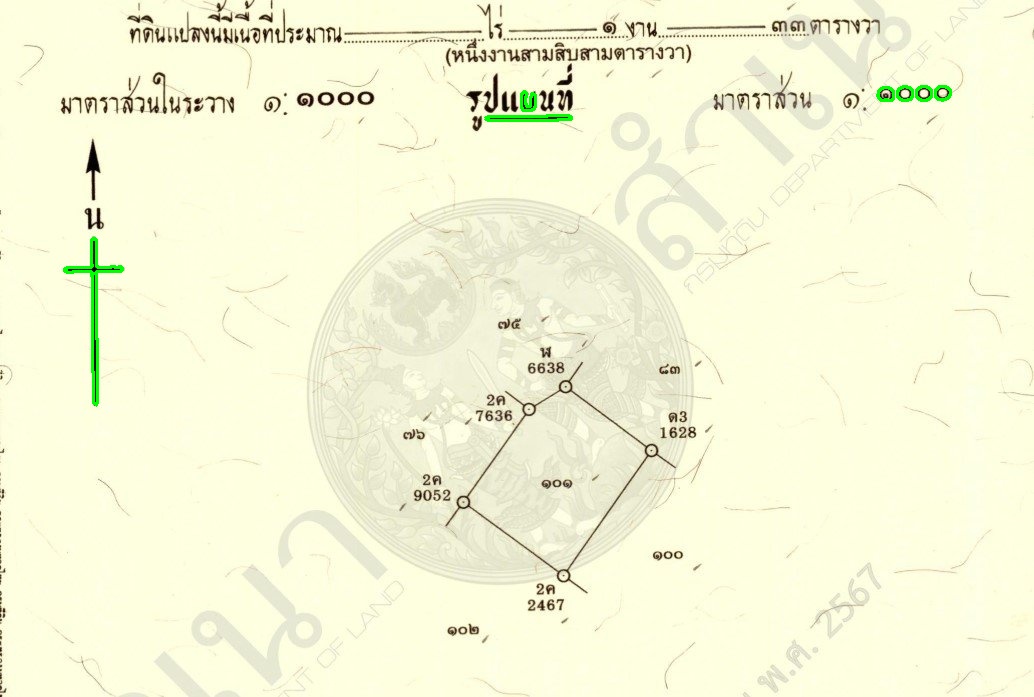 ที่ดินแปลงนี้มีเนื้อที่ประมาณ ไร่ ๑ งาน ๓๓ ตารางวา
(หนึ่งงานสามสิบสามตารางวา)
มาตราส่วนในระวาง ๑: ๑๐๐๐ รูปแผนที่ มาตราส่วน ๑: ๑๐๐๐
น
๗๕
ฬ
6638
๘๓
2ค
7636
ด3
1628
๗๖
2ค
9052
๑๐๑
๑๐๐
2ค
2467
๑๐๒
สำเนา
กรมที่ดิน DEPARTMENT OF LAND
พ.ศ. 2567